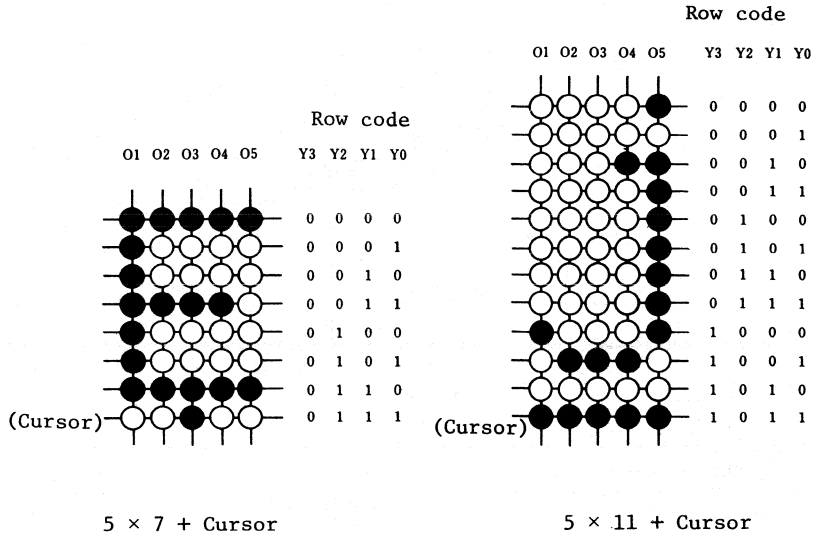 Row code
O1 O2 O3 O4 O5 Y3 Y2 Y1 Y0
0 0 0 0
0 0 0 1
0 0 1 0
0 0 1 1
0 1 0 0
0 1 0 1
0 1 1 0
(Cursor) 0 1 1 1
5 × 7 + Cursor
Row code
O1 O2 O3 O4 O5 Y3 Y2 Y1 Y0
0 0 0 0
0 0 0 1
0 0 1 0
0 0 1 1
0 1 0 0
0 1 0 1
0 1 1 0
0 1 1 1
1 0 0 0
1 0 0 1
1 0 1 0
(Cursor) 1 0 1 1
5 × 11 + Cursor